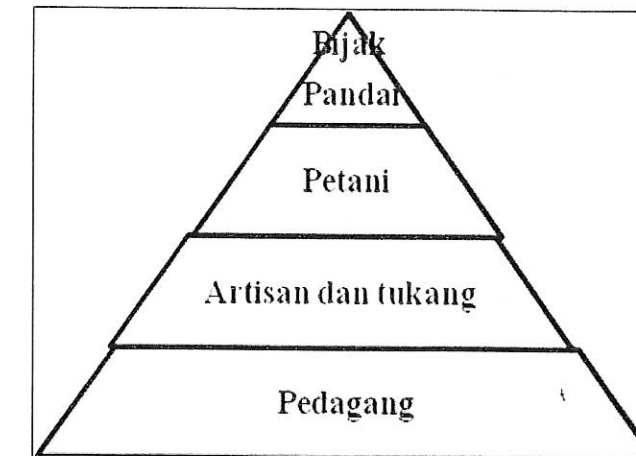 Bijak
Pandai
Petani
Artisan dan tukang
Pedagang